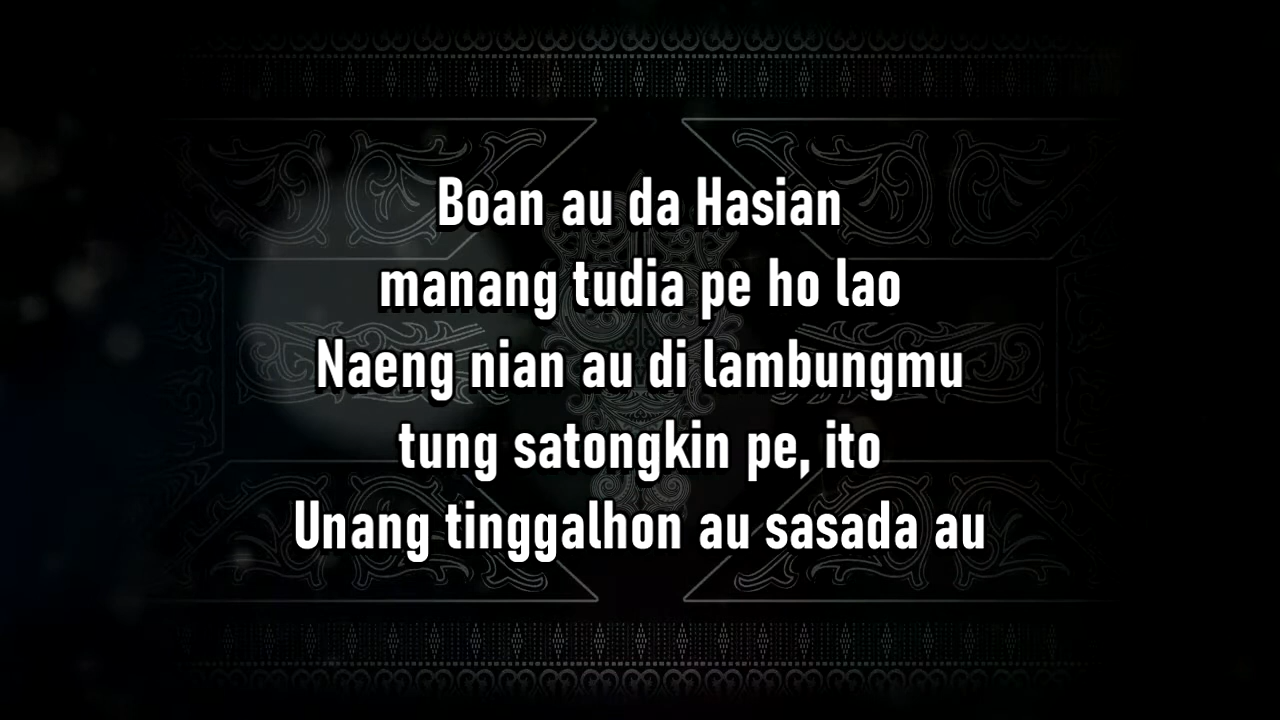 Boan au da Hasian
manang tudia pe ho lao
Naeng nian au di lambungmu
tung satongkin pe, ito
Unang tinggalhon au sasada au